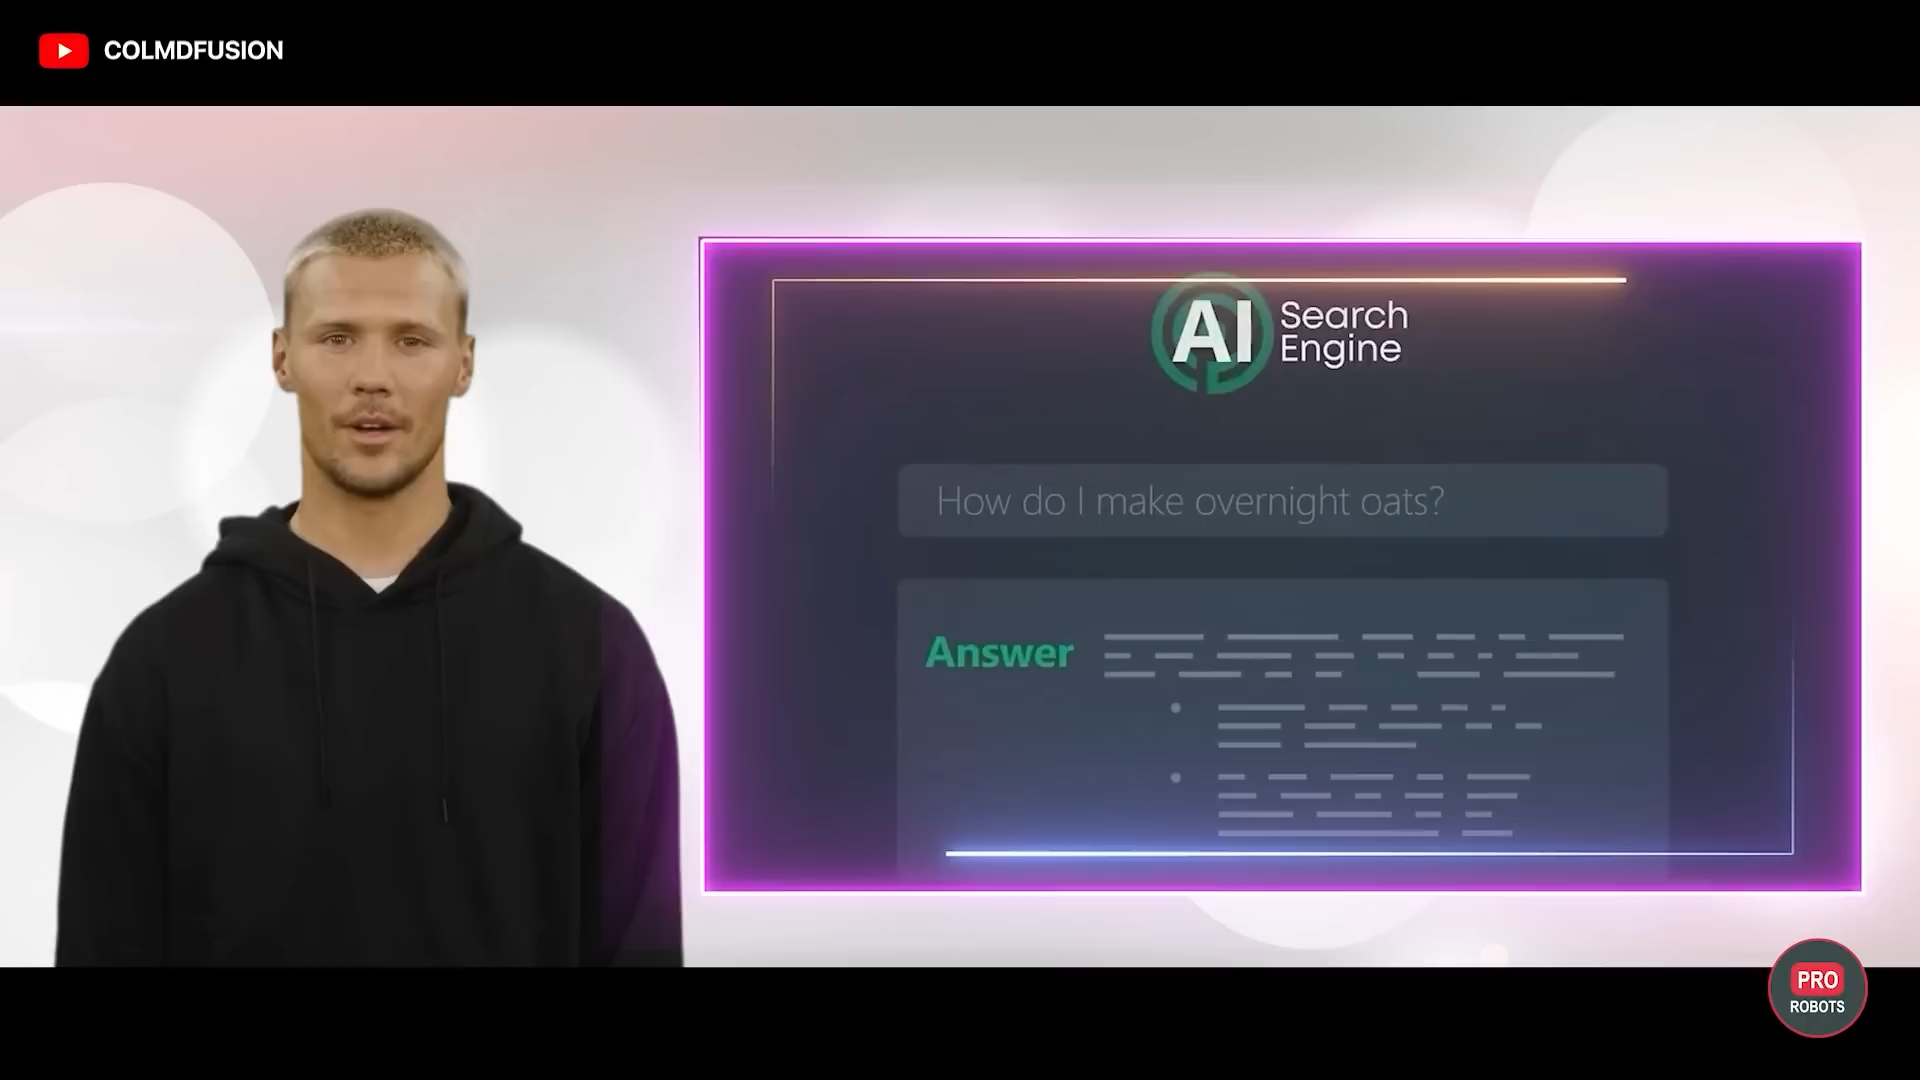 COLMDFUSION
AI Search
Engine
How do I make overnight oats?
Answer
PRO
ROBOTS